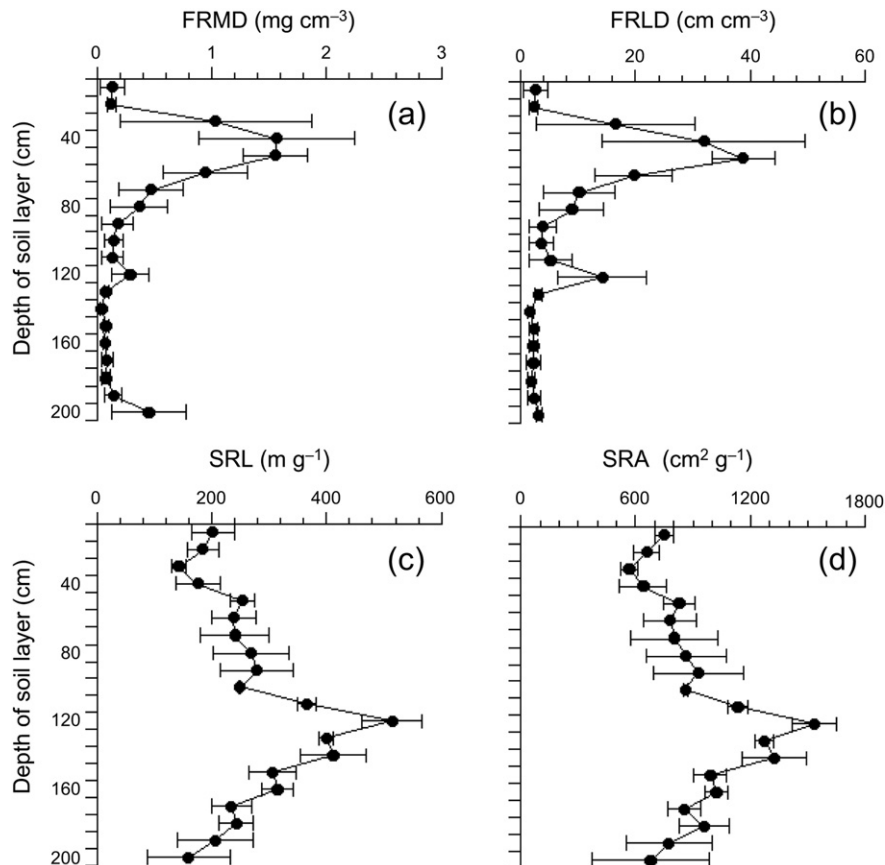 FRMD (mg cm⁻³)
0 1 2 3
Depth of soil layer (cm)
40
80
120
160
200
(a)
FRLD (cm cm⁻³)
0 20 40 60
(b)
SRL (m g⁻¹)
0 200 400 600
Depth of soil layer (cm)
40
80
120
160
200
(c)
SRA (cm² g⁻¹)
0 600 1200 1800
(d)